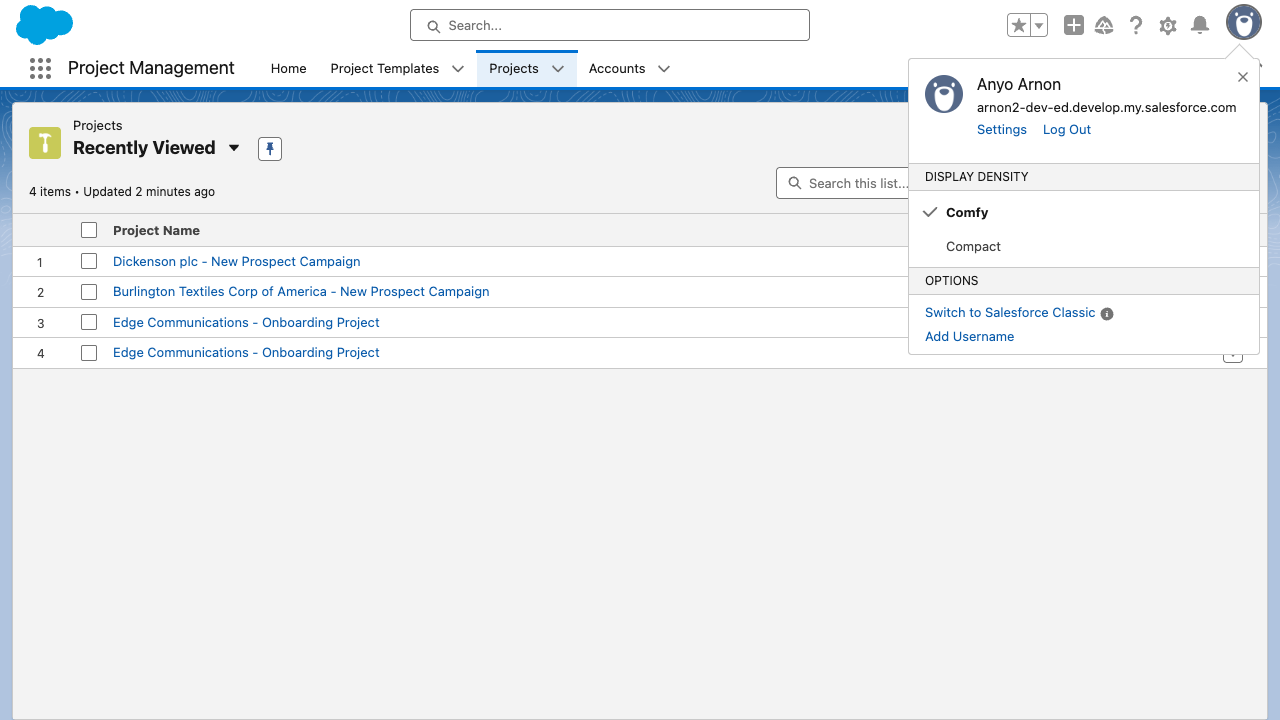 Search...
Project Management
Home
Project Templates
Projects
Accounts
Anyo Arnon
arnon2-dev-ed.develop.my.salesforce.com
Settings
Log Out
DISPLAY DENSITY
Comfy
Compact
OPTIONS
Switch to Salesforce Classic
Add Username
Projects
Recently Viewed
4 items • Updated 2 minutes ago
Search this list...
Project Name
1 Dickenson plc - New Prospect Campaign
2 Burlington Textiles Corp of America - New Prospect Campaign
3 Edge Communications - Onboarding Project
4 Edge Communications - Onboarding Project